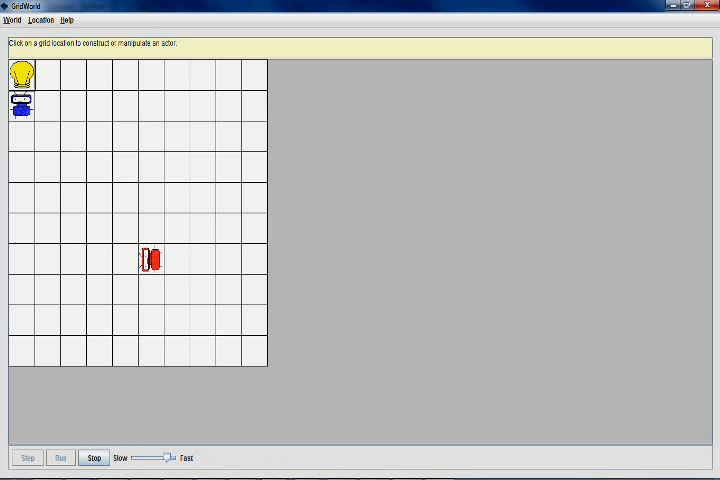 GridWorld
World Location Help
Click on a grid location to construct or manipulate an actor.
Step Run Stop Slow Fast